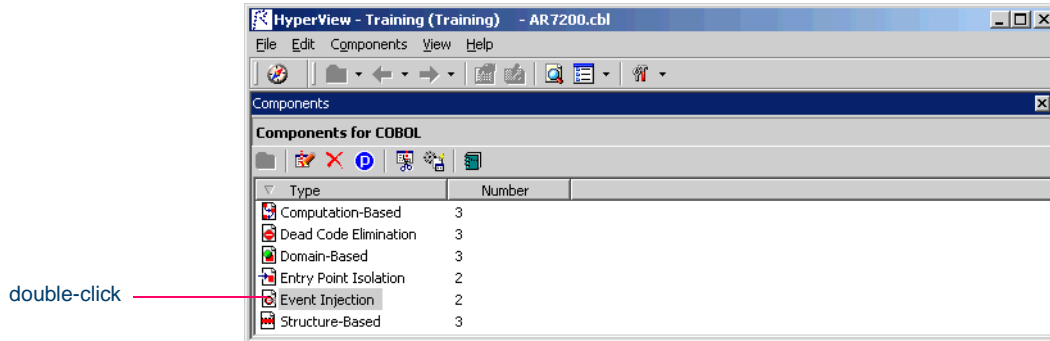 HyperView - Training (Training) - AR7200.cbl
File Edit Components View Help
Components
Components for COBOL
Type Number
Computation-Based 3
Dead Code Elimination 3
Domain-Based 3
Entry Point Isolation 2
double-click
Event Injection 2
Structure-Based 3